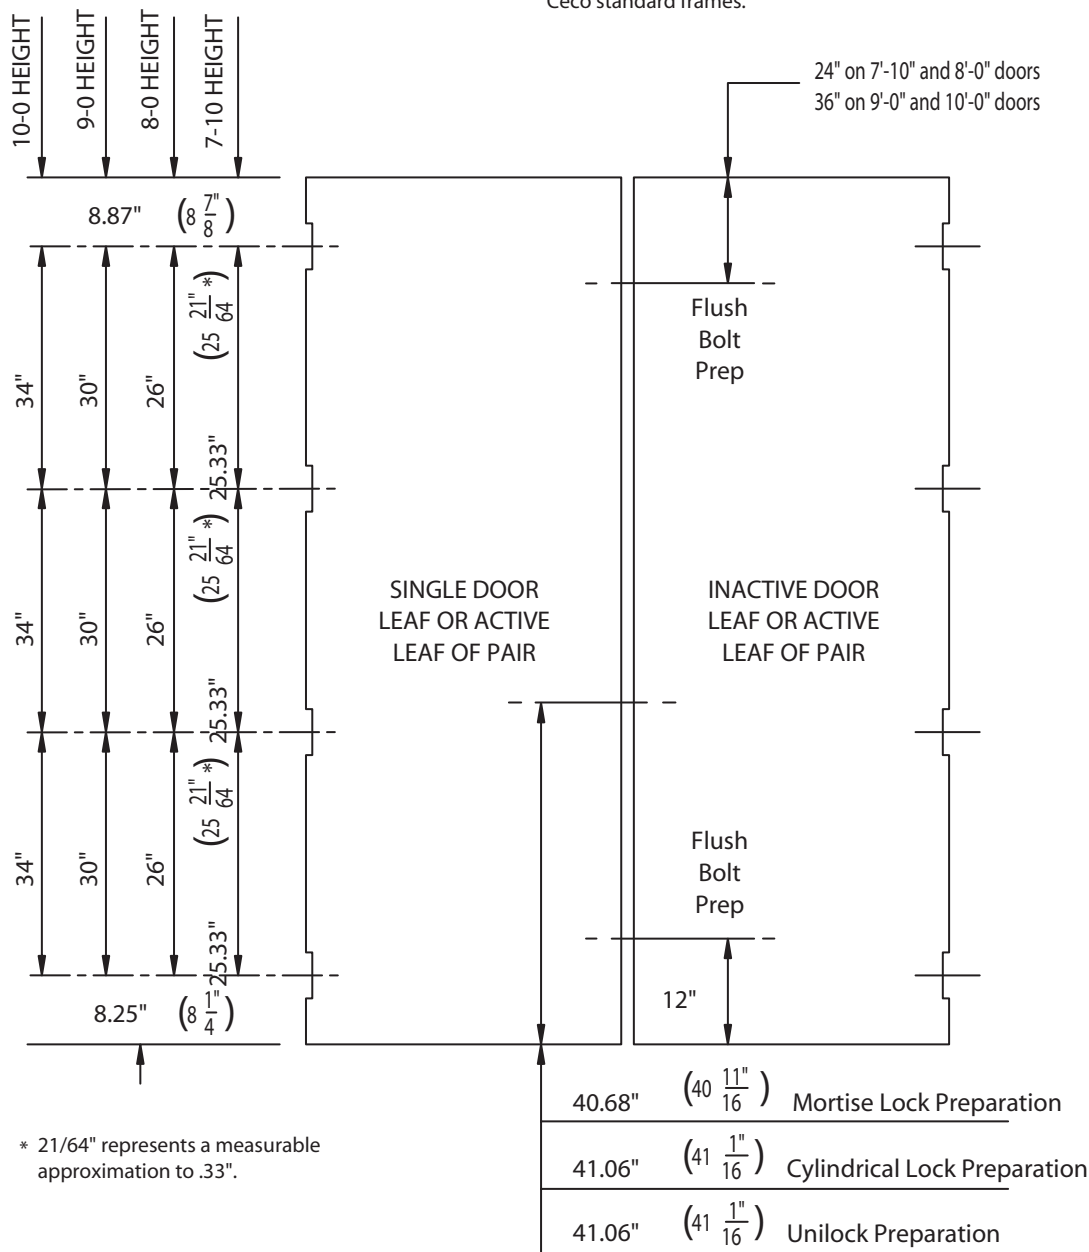 Ceco standard frames.
10-0 HEIGHT
9-0 HEIGHT
8-0 HEIGHT
7-10 HEIGHT
24" on 7'-10" and 8'-0" doors
36" on 9'-0" and 10'-0" doors
8.87" (8 7/8")
34"
30"
26"
25.33" (25 21/64" *)
Flush
Bolt
Prep
34"
30"
26"
25.33" (25 21/64" *)
SINGLE DOOR
LEAF OR ACTIVE
LEAF OF PAIR
INACTIVE DOOR
LEAF OR ACTIVE
LEAF OF PAIR
34"
30"
26"
25.33" (25 21/64" *)
Flush
Bolt
Prep
12"
8.25" (8 1/4")
40.68" (40 11/16") Mortise Lock Preparation
41.06" (41 1/16") Cylindrical Lock Preparation
41.06" (41 1/16") Unilock Preparation
* 21/64" represents a measurable
approximation to .33".